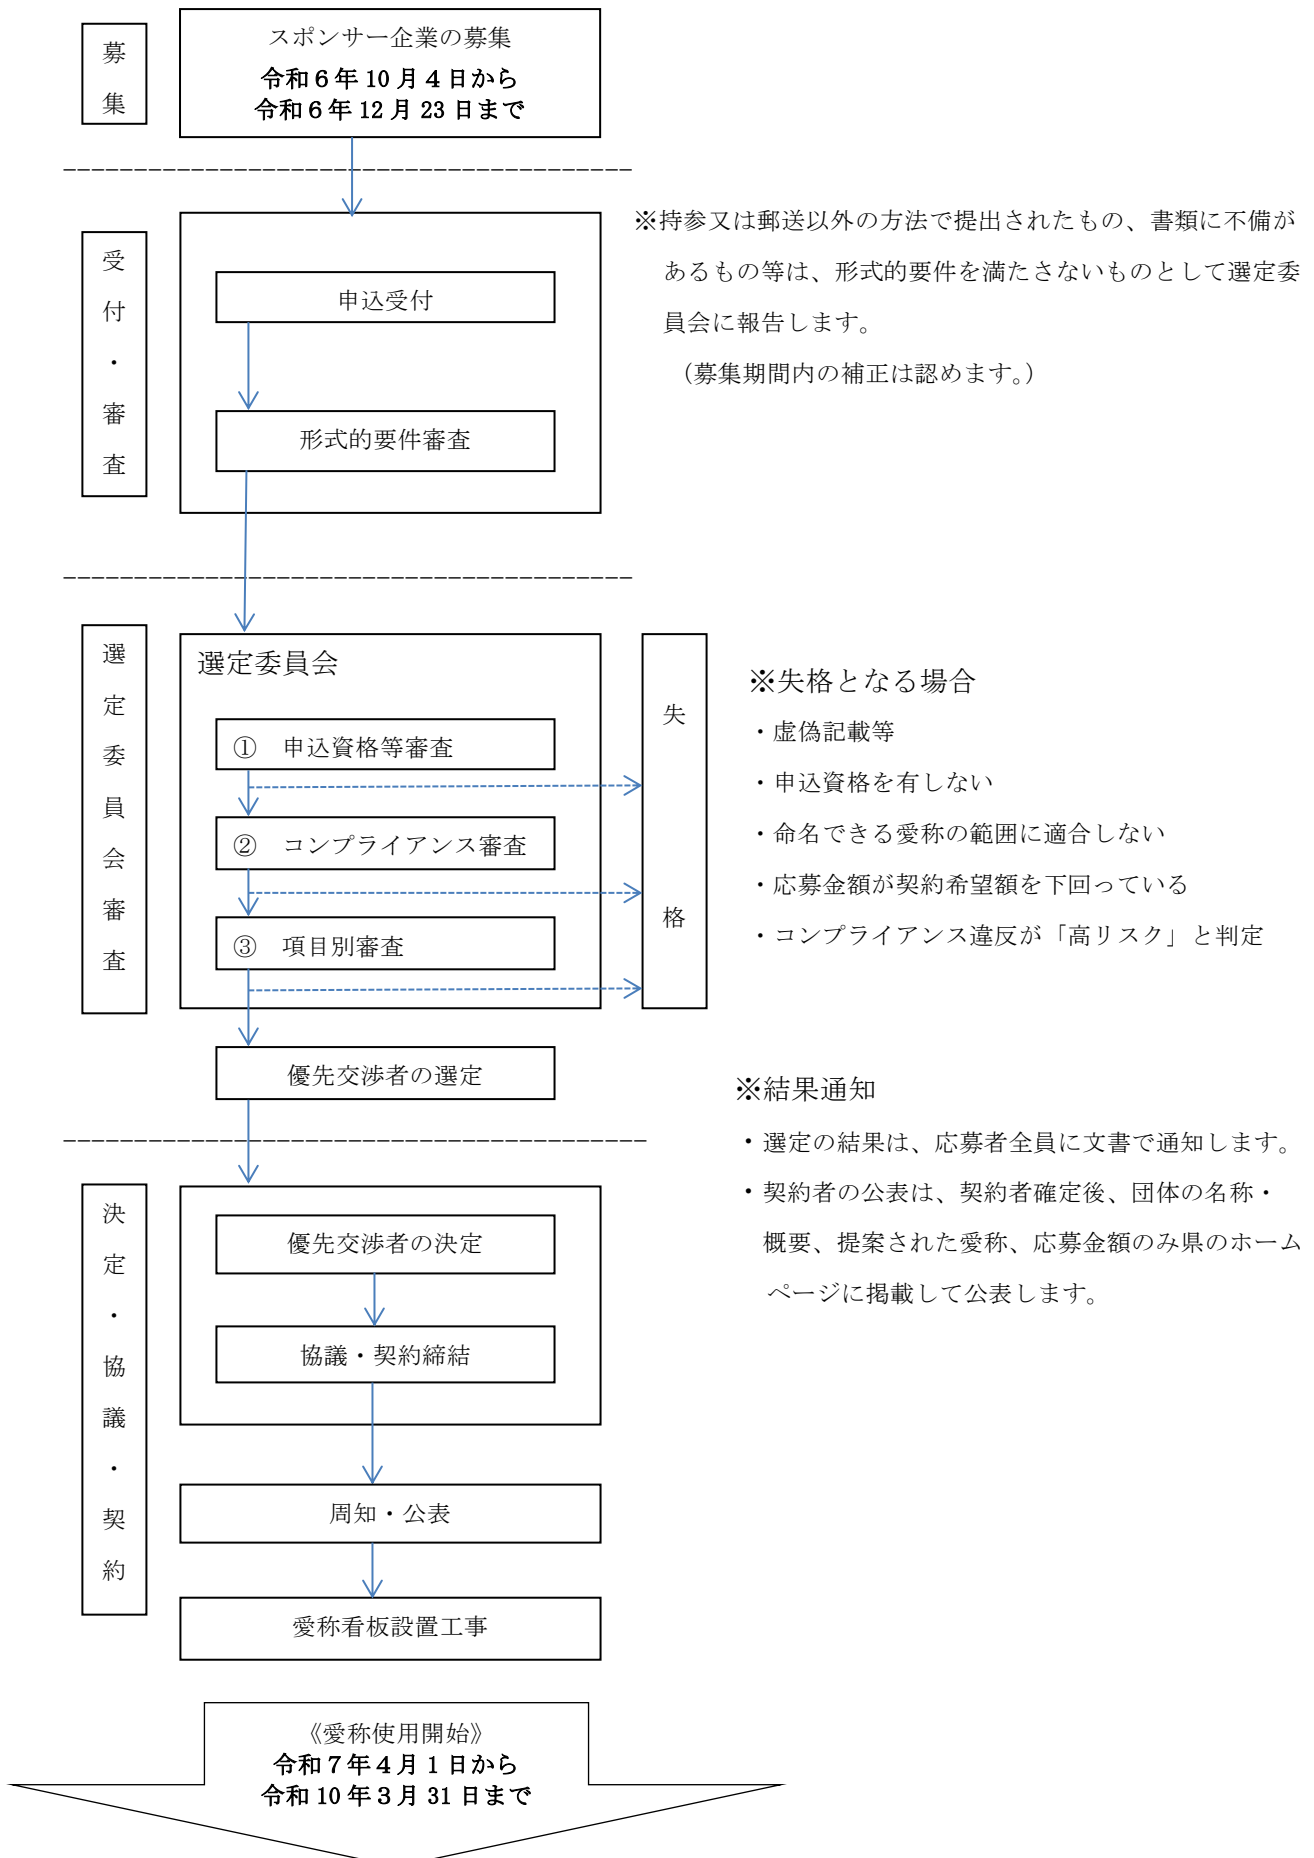 募集
スポンサー企業の募集
令和６年 10 月４日から
令和６年 12 月 23 日まで
受付・審査
申込受付
形式的要件審査
※持参又は郵送以外の方法で提出されたもの、書類に不備が
あるもの等は、形式的要件を満たさないものとして選定委
員会に報告します。
（募集期間内の補正は認めます。）
選定委員会審査
選定委員会
① 申込資格等審査
② コンプライアンス審査
③ 項目別審査
失格
※失格となる場合
・虚偽記載等
・申込資格を有しない
・命名できる愛称の範囲に適合しない
・応募金額が契約希望額を下回っている
・コンプライアンス違反が「高リスク」と判定
優先交渉者の選定
※結果通知
・選定の結果は、応募者全員に文書で通知します。
・契約者の公表は、契約者確定後、団体の名称・
概要、提案された愛称、応募金額のみ県のホーム
ページに掲載して公表します。
決定・協議・契約
優先交渉者の決定
協議・契約締結
周知・公表
愛称看板設置工事
《愛称使用開始》
令和７年４月１日から
令和 10 年３月 31 日まで